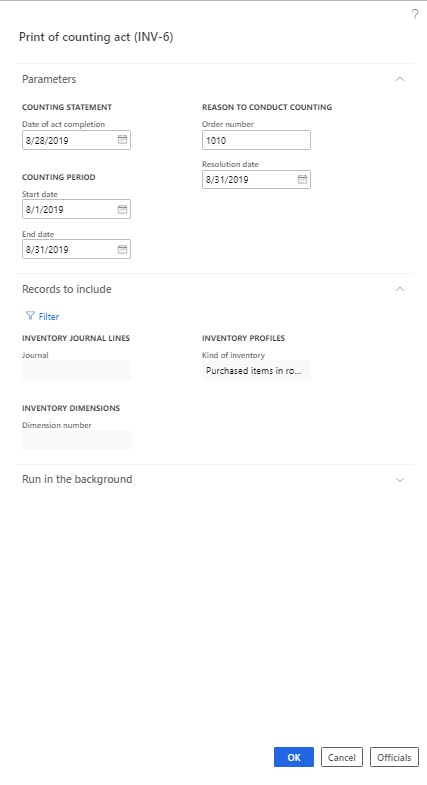 ?
Print of counting act (INV-6)
Parameters
COUNTING STATEMENT
Date of act completion
8/28/2019
COUNTING PERIOD
Start date
8/1/2019
End date
8/31/2019
REASON TO CONDUCT COUNTING
Order number
1010
Resolution date
8/31/2019
Records to include
Filter
INVENTORY JOURNAL LINES
Journal
INVENTORY PROFILES
Kind of inventory
Purchased items in ro...
INVENTORY DIMENSIONS
Dimension number
Run in the background
OK
Cancel
Officials